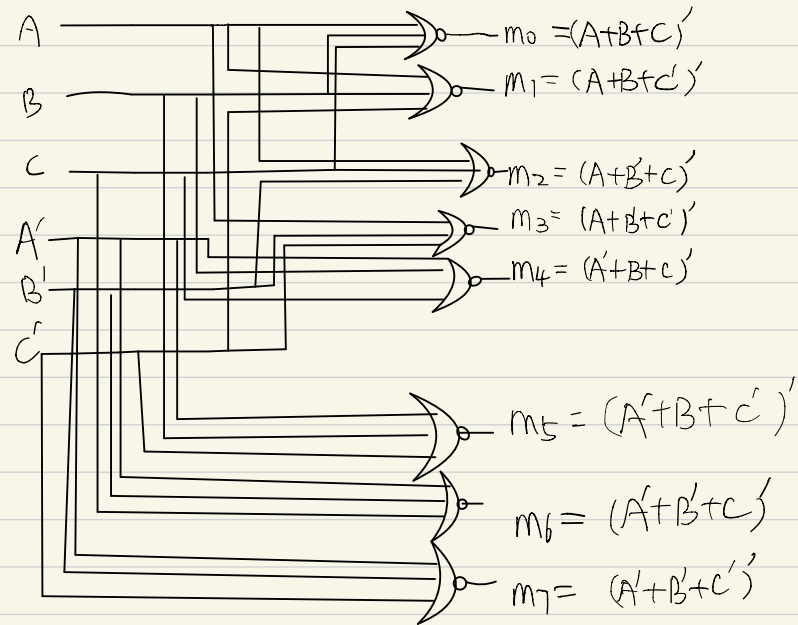 A
m0 = (A+B+C)'
B
m1 = (A+B+C')'
C
m2 = (A+B'+C)'
A'
m3 = (A+B'+C')'
B'
m4 = (A'+B+C)'
C'
m5 = (A'+B+C')'
m6 = (A'+B'+C)'
m7 = (A'+B'+C')'